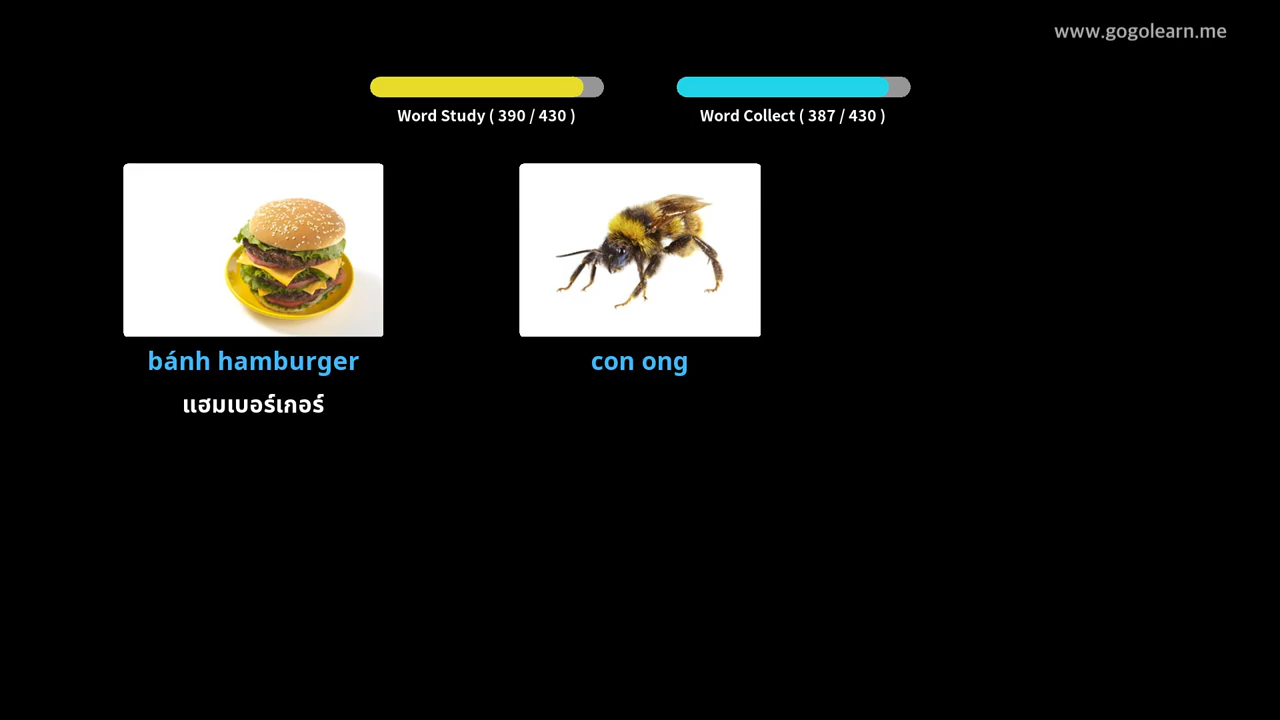 www.gogolearn.me
Word Study ( 390 / 430 )
Word Collect ( 387 / 430 )
bánh hamburger
แฮมเบอร์เกอร์
con ong